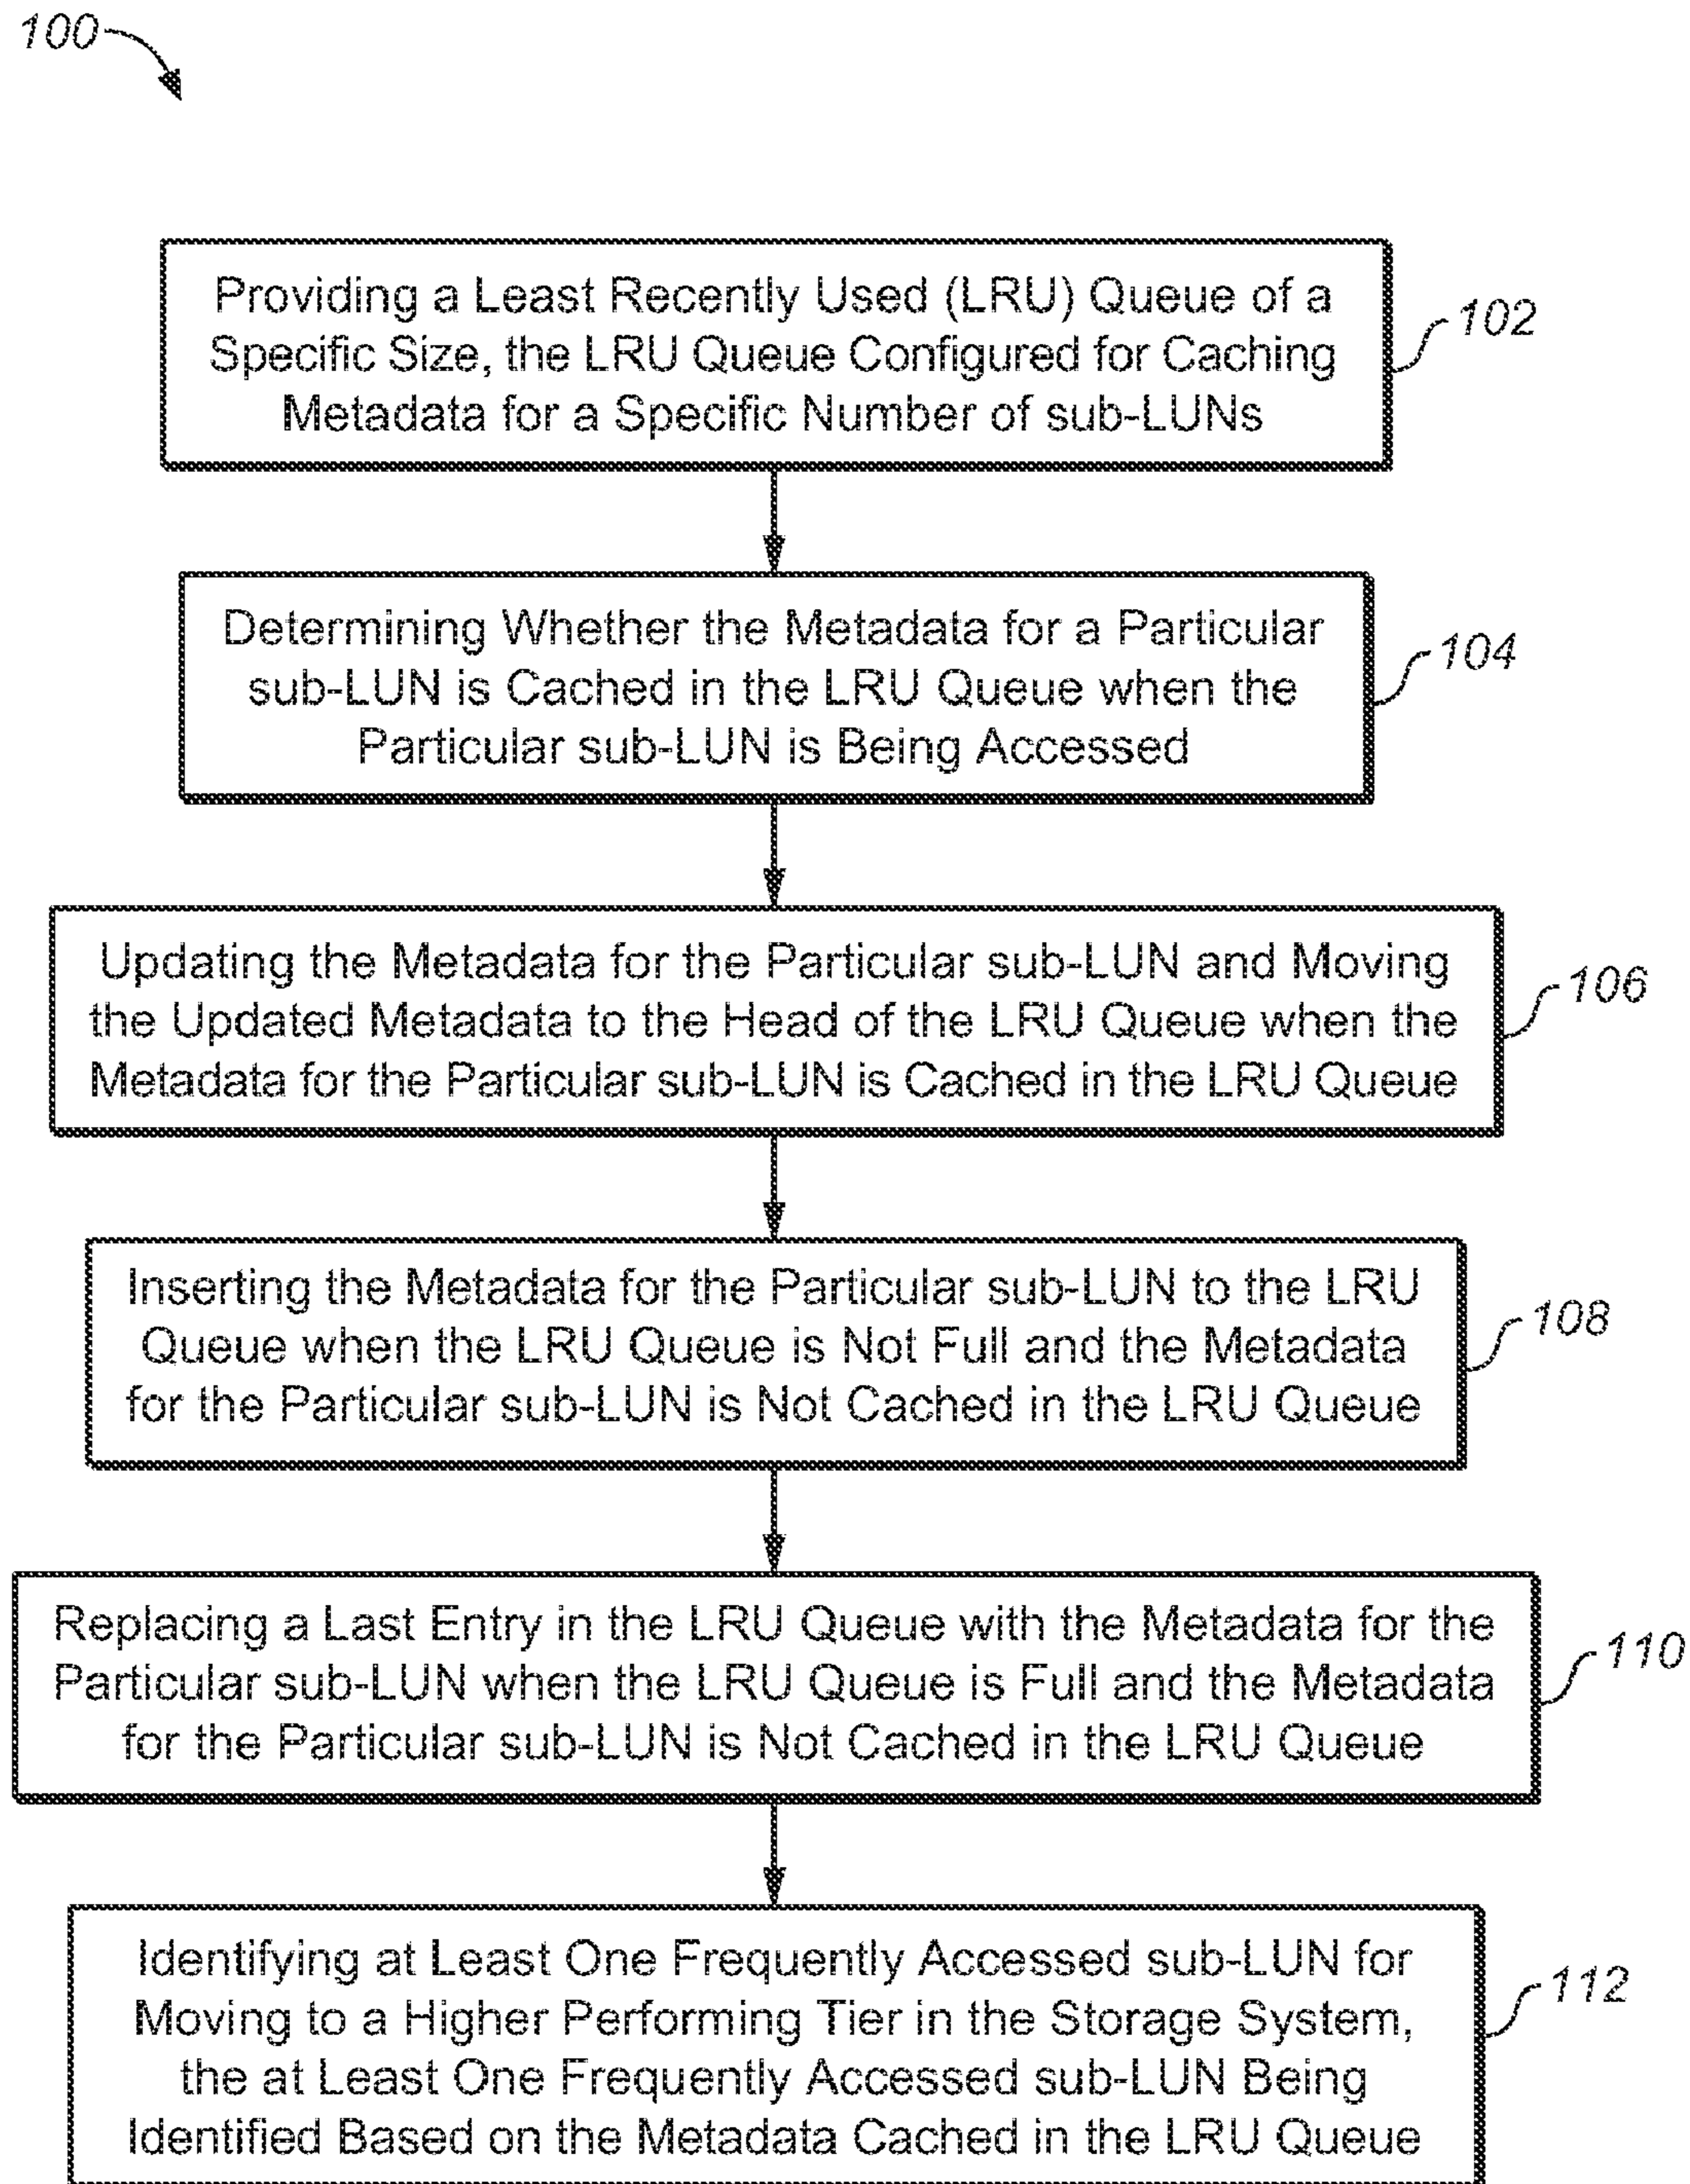 100
Providing a Least Recently Used (LRU) Queue of a
Specific Size, the LRU Queue Configured for Caching
Metadata for a Specific Number of sub-LUNs
102
Determining Whether the Metadata for a Particular
sub-LUN is Cached in the LRU Queue when the
Particular sub-LUN is Being Accessed
104
Updating the Metadata for the Particular sub-LUN and Moving
the Updated Metadata to the Head of the LRU Queue when the
Metadata for the Particular sub-LUN is Cached in the LRU Queue
106
Inserting the Metadata for the Particular sub-LUN to the LRU
Queue when the LRU Queue is Not Full and the Metadata
for the Particular sub-LUN is Not Cached in the LRU Queue
108
Replacing a Last Entry in the LRU Queue with the Metadata for the
Particular sub-LUN when the LRU Queue is Full and the Metadata
for the Particular sub-LUN is Not Cached in the LRU Queue
110
Identifying at Least One Frequently Accessed sub-LUN for
Moving to a Higher Performing Tier in the Storage System,
the at Least One Frequently Accessed sub-LUN Being
Identified Based on the Metadata Cached in the LRU Queue
112